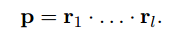 p = r₁ · … · rₗ.